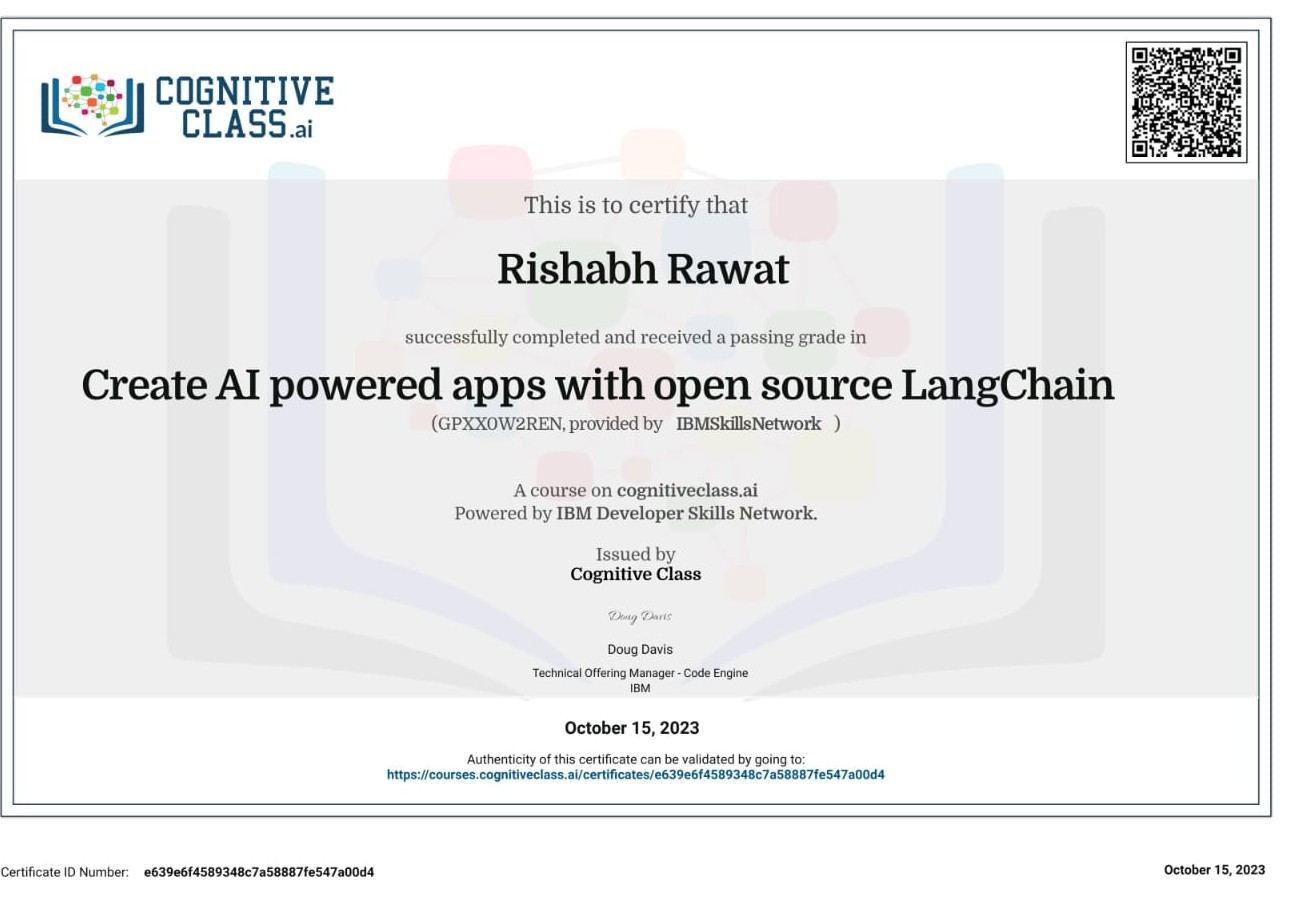 COGNITIVE
CLASS.ai
This is to certify that
Rishabh Rawat
successfully completed and received a passing grade in
Create AI powered apps with open source LangChain
(GPXX0W2REN, provided by IBMSkillsNetwork )
A course on cognitiveclass.ai
Powered by IBM Developer Skills Network.
Issued by
Cognitive Class
Doug Davis
Doug Davis
Technical Offering Manager - Code Engine
IBM
October 15, 2023
Authenticity of this certificate can be validated by going to:
https://courses.cognitiveclass.ai/certificates/e639e6f4589348c7a58887fe547a00d4
Certificate ID Number: e639e6f4589348c7a58887fe547a00d4
October 15, 2023